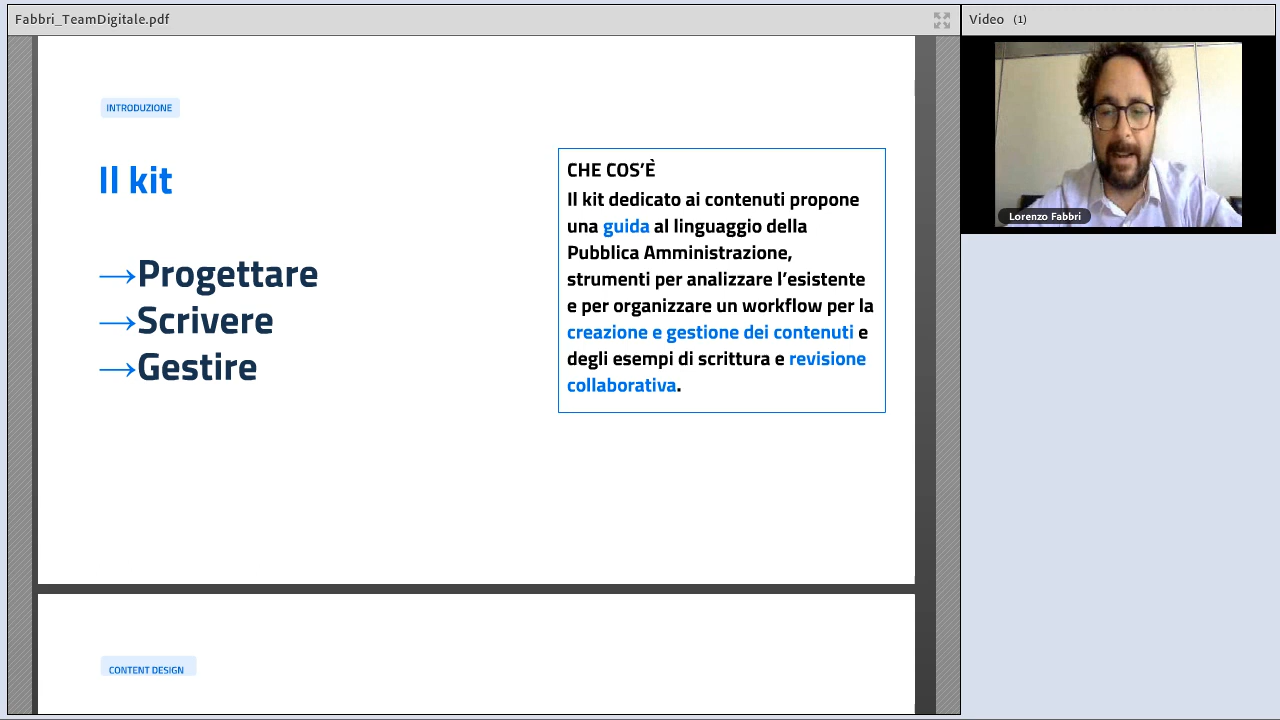 Fabbri_TeamDigitale.pdf
Video (1)
INTRODUZIONE
Il kit
→Progettare
→Scrivere
→Gestire
CHE COS’È
Il kit dedicato ai contenuti propone
una guida al linguaggio della
Pubblica Amministrazione,
strumenti per analizzare l’esistente
e per organizzare un workflow per la
creazione e gestione dei contenuti e
degli esempi di scrittura e revisione
collaborativa.
Lorenzo Fabbri
CONTENT DESIGN